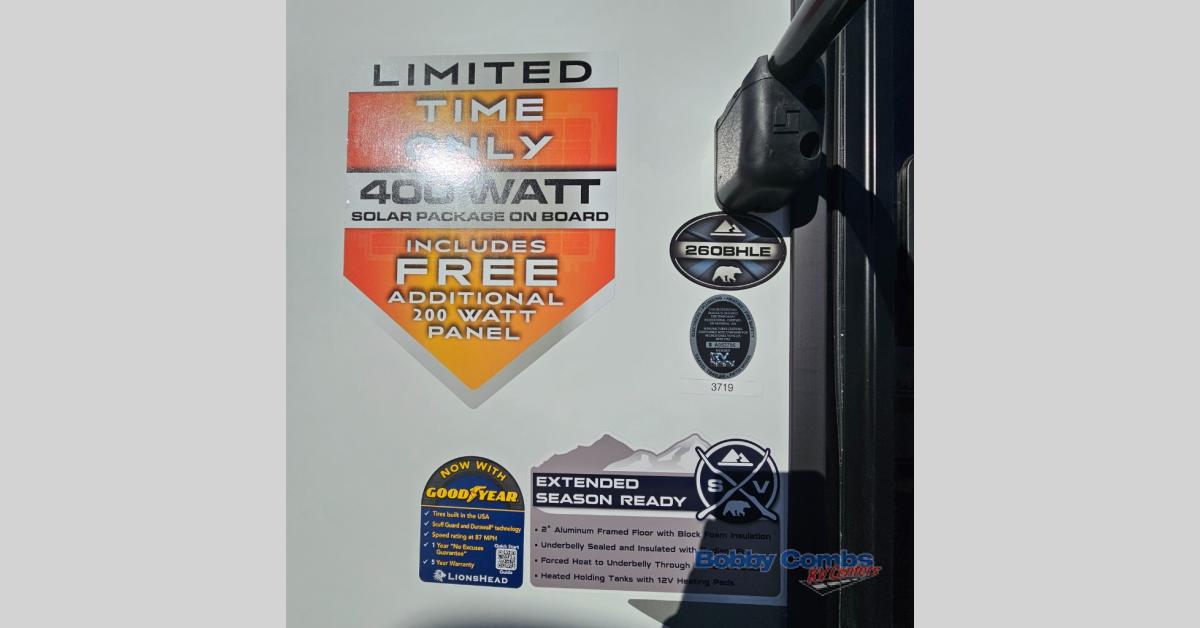 LIMITED
TIME
ONLY
400 WATT
SOLAR PACKAGE ON BOARD
INCLUDES
FREE
ADDITIONAL
200 WATT
PANEL
260BHLE
3719
NOW WITH
GOODYEAR
✓ Tires built in the USA
✓ Scuff Guard and Durawall® technology
✓ Speed rating at 87 MPH
✓ 1 Year "No Excuses
Guarantee"
✓ 5 Year Warranty
Quick Start
Guide
LIONSHEAD
EXTENDED
SEASON READY
S V
• 2" Aluminum Framed Floor with Block Foam Insulation
• Underbelly Sealed and Insulated with
• Forced Heat to Underbelly Through
• Heated Holding Tanks with 12V Heating Pads
Bobby Combs
RV Centers